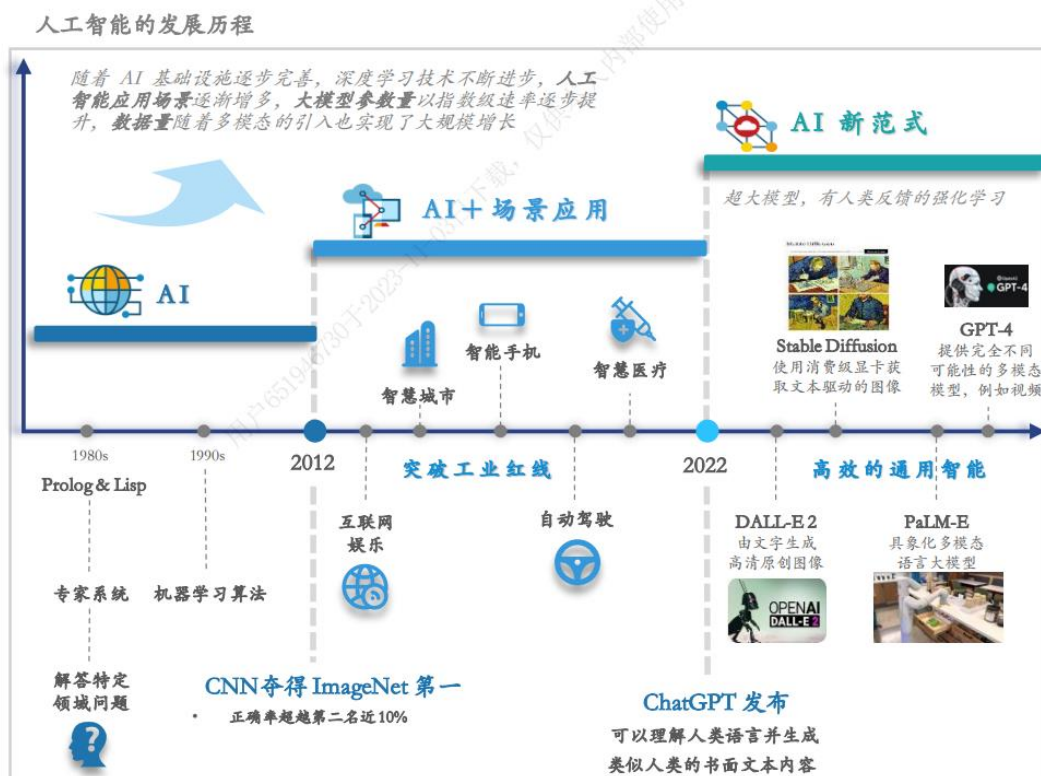 人工智能的发展历程
随着 AI 基础设施逐步完善，深度学习技术不断进步，人工
智能应用场景逐渐增多，大模型参数量以指数级速率逐步提
升，数据量随着多模态的引入也实现了大规模增长
AI 新范式
超大模型，有人类反馈的强化学习
AI＋场景应用
AI
GPT-4
Stable Diffusion
使用消费级显卡获
取文本驱动的图像
GPT-4
提供完全不同
可能性的多模态
模型，例如视频
智慧城市
智能手机
智慧医疗
1980s
Prolog & Lisp
1990s
2012
突破工业红线
2022
高效的通用智能
专家系统
机器学习算法
互联网
娱乐
自动驾驶
DALL-E 2
由文字生成
高清原创图像
OPENAI
DALL-E 2
PaLM-E
具象化多模态
语言大模型
解答特定
领域问题
?
CNN夺得 ImageNet 第一
• 正确率超越第二名近10%
ChatGPT 发布
可以理解人类语言并生成
类似人类的书面文本内容